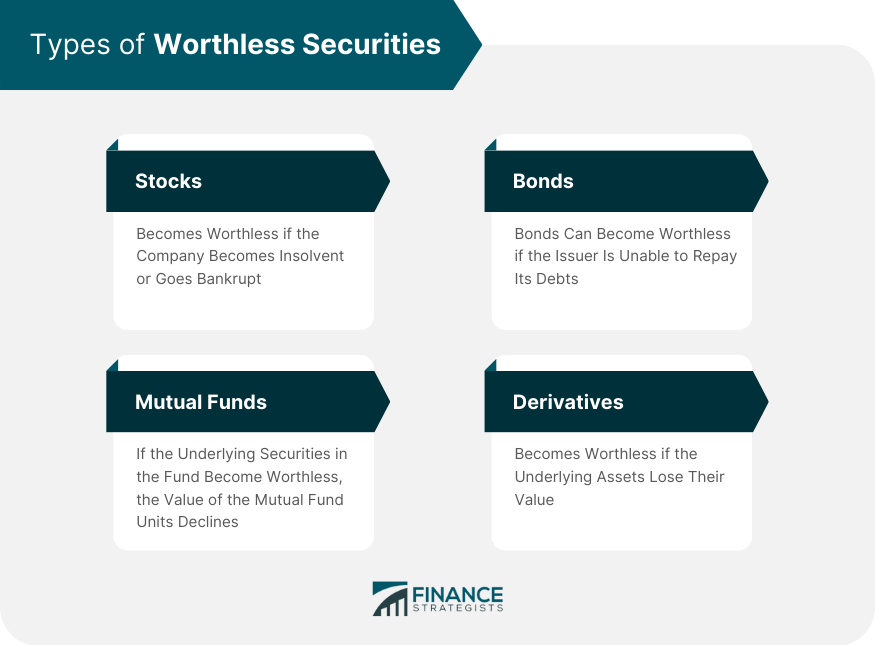 Types of Worthless Securities
Stocks
Becomes Worthless if the
Company Becomes Insolvent
or Goes Bankrupt
Bonds
Bonds Can Become Worthless
if the Issuer Is Unable to Repay
Its Debts
Mutual Funds
If the Underlying Securities in
the Fund Become Worthless,
the Value of the Mutual Fund
Units Declines
Derivatives
Becomes Worthless if the
Underlying Assets Lose Their
Value
FINANCE
STRATEGISTS